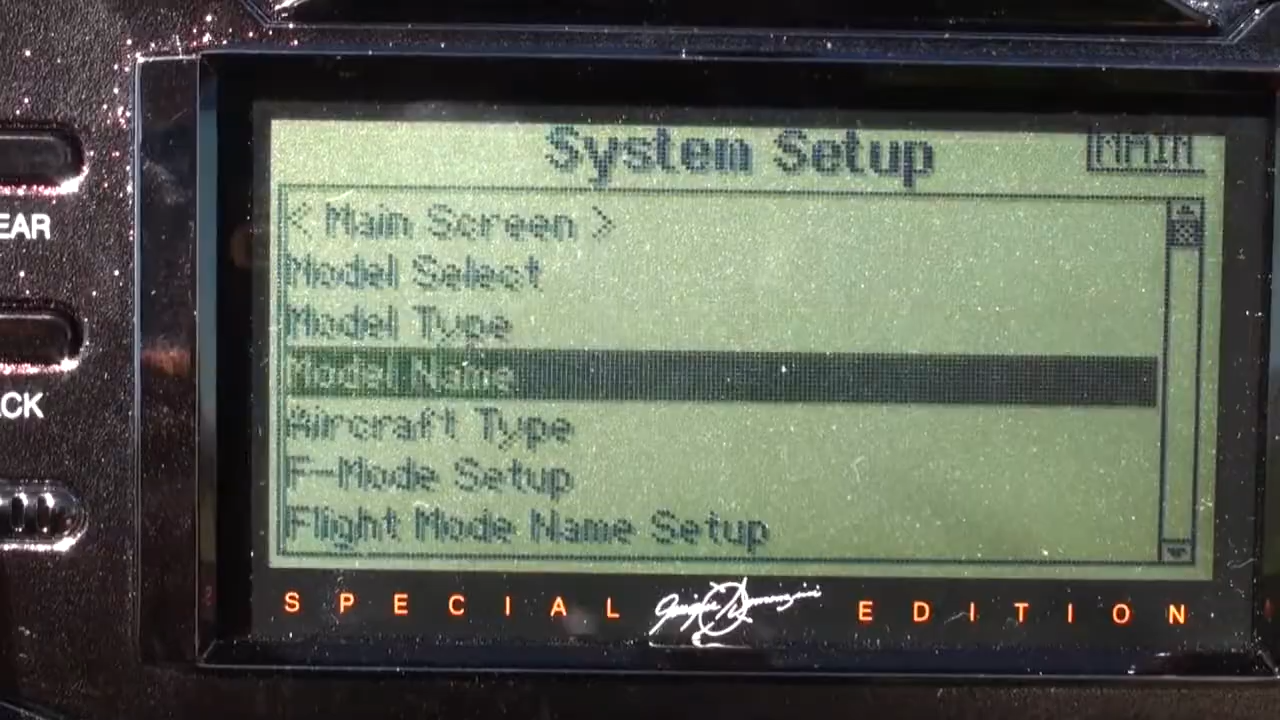 System Setup
MAIN
< Main Screen >
Model Select
Model Type
Model Name
Aircraft Type
F-Mode Setup
Flight Mode Name Setup
EAR
CK
SPECIAL EDITION